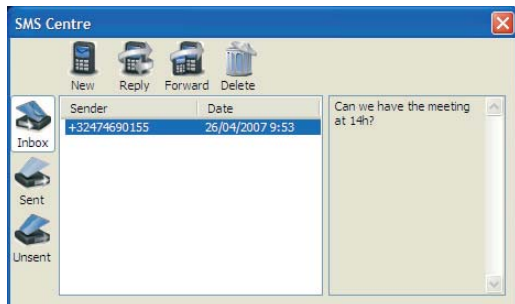 SMS Centre
New Reply Forward Delete
Inbox
Sent
Unsent
Sender Date
+32474690155 26/04/2007 9:53
Can we have the meeting
at 14h?